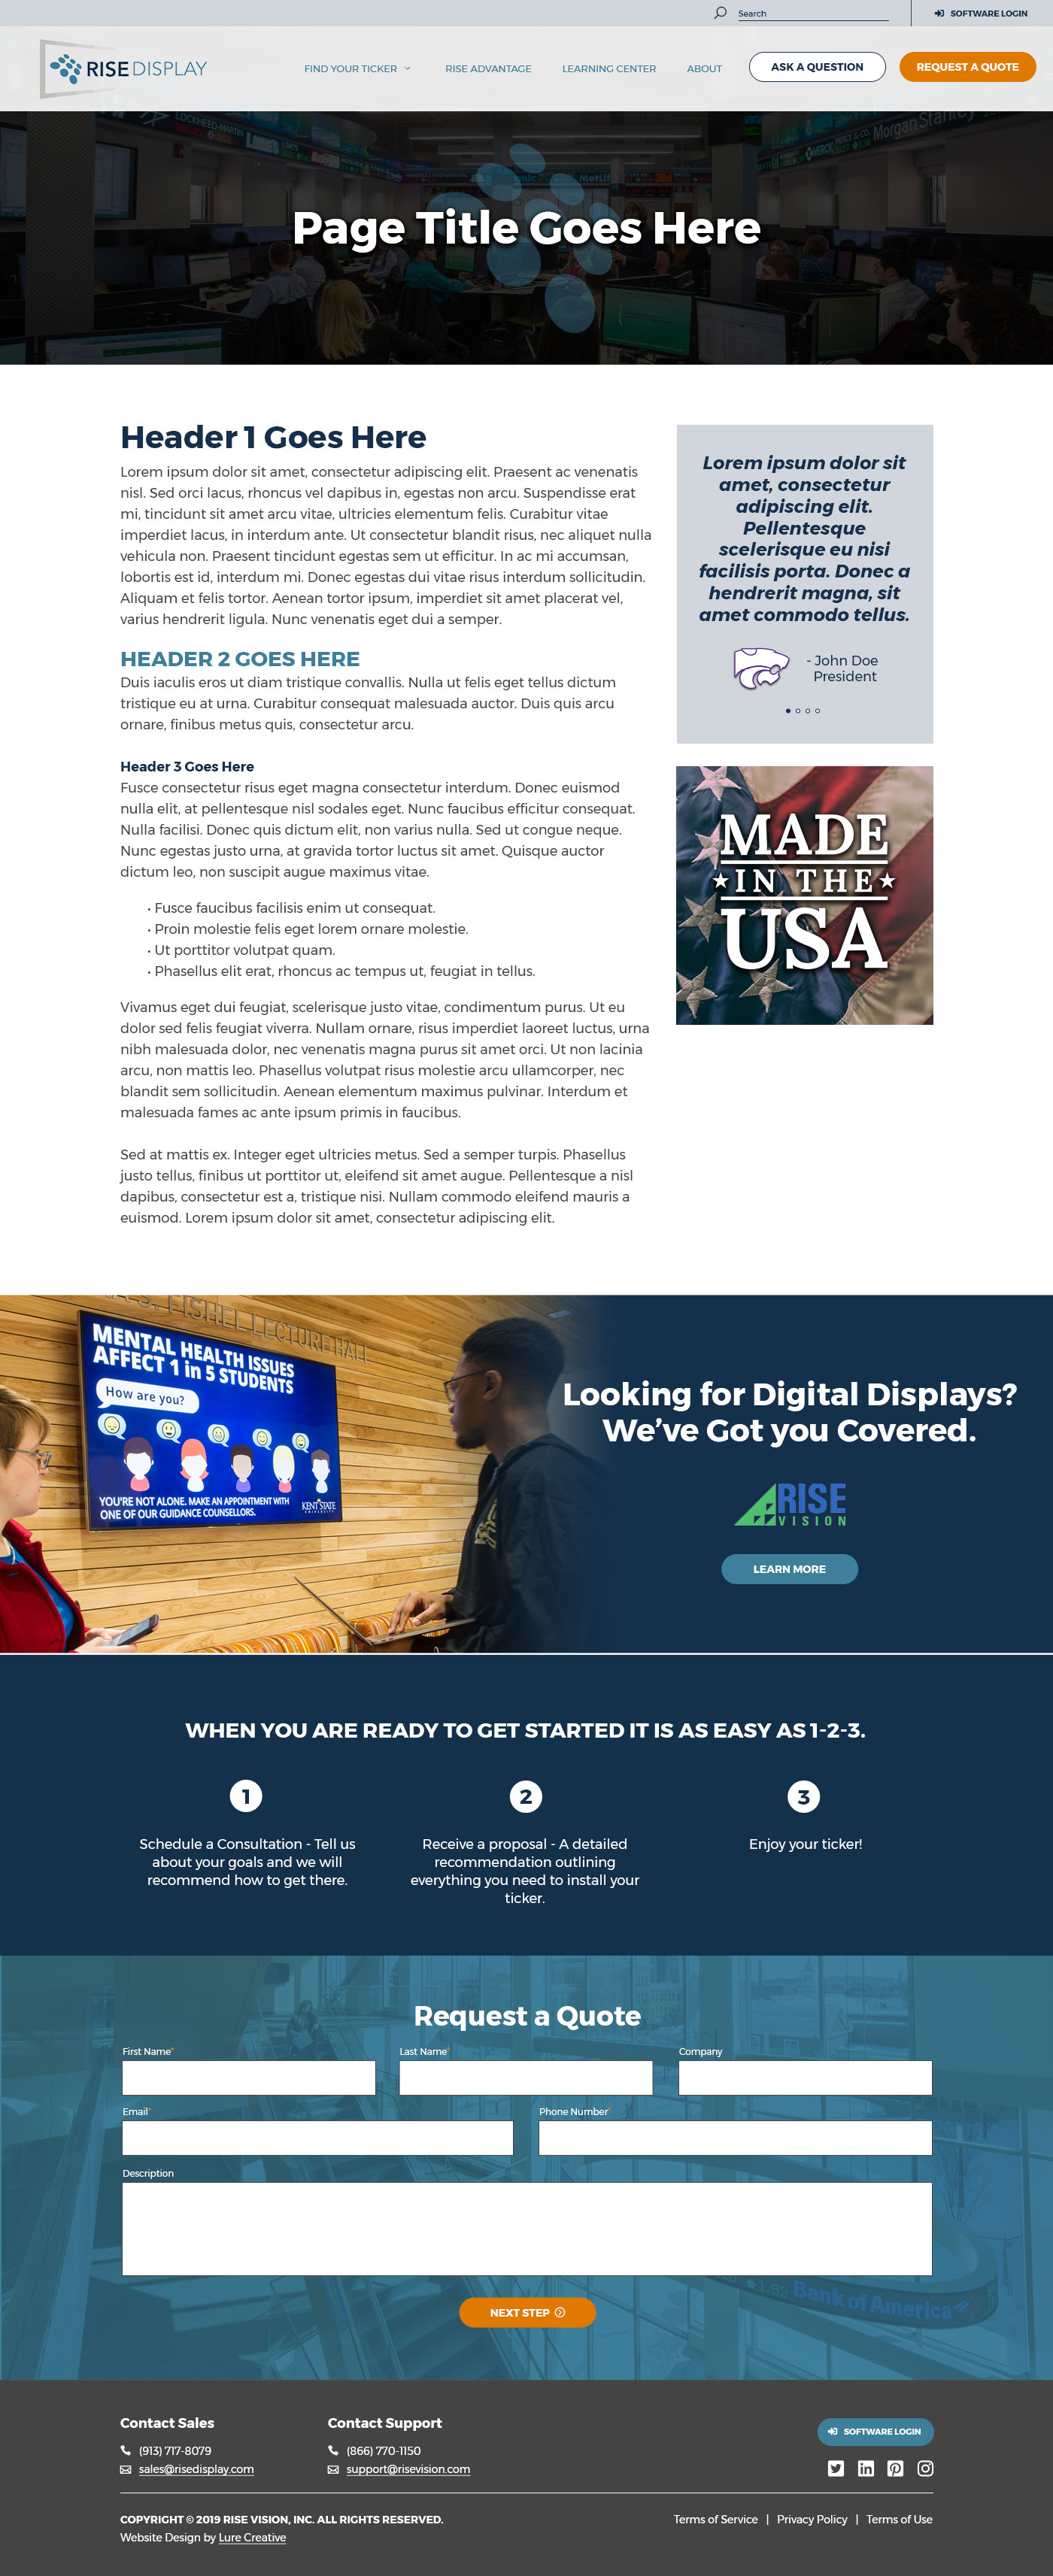 Search
SOFTWARE LOGIN
RISE DISPLAY
FIND YOUR TICKER
RISE ADVANTAGE
LEARNING CENTER
ABOUT
ASK A QUESTION
REQUEST A QUOTE
LOCKHEED-MARTIN
LOWE'S
MERCK & CO.
Morgan Stanley
MetLife
3M
Page Title Goes Here
Header 1 Goes Here
Lorem ipsum dolor sit amet, consectetur adipiscing elit. Praesent ac venenatis
nisl. Sed orci lacus, rhoncus vel dapibus in, egestas non arcu. Suspendisse erat
mi, tincidunt sit amet arcu vitae, ultricies elementum felis. Curabitur vitae
imperdiet lacus, in interdum ante. Ut consectetur blandit risus, nec aliquet nulla
vehicula non. Praesent tincidunt egestas sem ut efficitur. In ac mi accumsan,
lobortis est id, interdum mi. Donec egestas dui vitae risus interdum sollicitudin.
Aliquam et felis tortor. Aenean tortor ipsum, imperdiet sit amet placerat vel,
varius hendrerit ligula. Nunc venenatis eget dui a semper.
HEADER 2 GOES HERE
Duis iaculis eros ut diam tristique convallis. Nulla ut felis eget tellus dictum
tristique eu at urna. Curabitur consequat malesuada auctor. Duis quis arcu
ornare, finibus metus quis, consectetur arcu.
Header 3 Goes Here
Fusce consectetur risus eget magna consectetur interdum. Donec euismod
nulla elit, at pellentesque nisl sodales eget. Nunc faucibus efficitur consequat.
Nulla facilisi. Donec quis dictum elit, non varius nulla. Sed ut congue neque.
Nunc egestas justo urna, at gravida tortor luctus sit amet. Quisque auctor
dictum leo, non suscipit augue maximus vitae.
• Fusce faucibus facilisis enim ut consequat.
• Proin molestie felis eget lorem ornare molestie.
• Ut porttitor volutpat quam.
• Phasellus elit erat, rhoncus ac tempus ut, feugiat in tellus.
Vivamus eget dui feugiat, scelerisque justo vitae, condimentum purus. Ut eu
dolor sed felis feugiat viverra. Nullam ornare, risus imperdiet laoreet luctus, urna
nibh malesuada dolor, nec venenatis magna purus sit amet orci. Ut non lacinia
arcu, non mattis leo. Phasellus volutpat risus molestie arcu ullamcorper, nec
blandit sem sollicitudin. Aenean elementum maximus pulvinar. Interdum et
malesuada fames ac ante ipsum primis in faucibus.
Sed at mattis ex. Integer eget ultricies metus. Sed a semper turpis. Phasellus
justo tellus, finibus ut porttitor ut, eleifend sit amet augue. Pellentesque a nisl
dapibus, consectetur est a, tristique nisi. Nullam commodo eleifend mauris a
euismod. Lorem ipsum dolor sit amet, consectetur adipiscing elit.
Lorem ipsum dolor sit
amet, consectetur
adipiscing elit.
Pellentesque
scelerisque eu nisi
facilisis porta. Donec a
hendrerit magna, sit
amet commodo tellus.
- John Doe
President
MADE
IN THE
USA
FISHEL LECTURE HALL
MENTAL HEALTH ISSUES
AFFECT 1 in 5 STUDENTS
How are you?
YOU'RE NOT ALONE. MAKE AN APPOINTMENT WITH
ONE OF OUR GUIDANCE COUNSELLORS.
KENT STATE
UNIVERSITY
Looking for Digital Displays?
We've Got you Covered.
RISE
VISION
LEARN MORE
WHEN YOU ARE READY TO GET STARTED IT IS AS EASY AS 1-2-3.
1
Schedule a Consultation - Tell us
about your goals and we will
recommend how to get there.
2
Receive a proposal - A detailed
recommendation outlining
everything you need to install your
ticker.
3
Enjoy your ticker!
Request a Quote
First Name*
Last Name*
Company
Email*
Phone Number*
Description
1.82 Bank of America
NEXT STEP
Contact Sales
(913) 717-8079
sales@risedisplay.com
Contact Support
(866) 770-1150
support@risevision.com
SOFTWARE LOGIN
COPYRIGHT © 2019 RISE VISION, INC. ALL RIGHTS RESERVED.
Website Design by Lure Creative
Terms of Service | Privacy Policy | Terms of Use